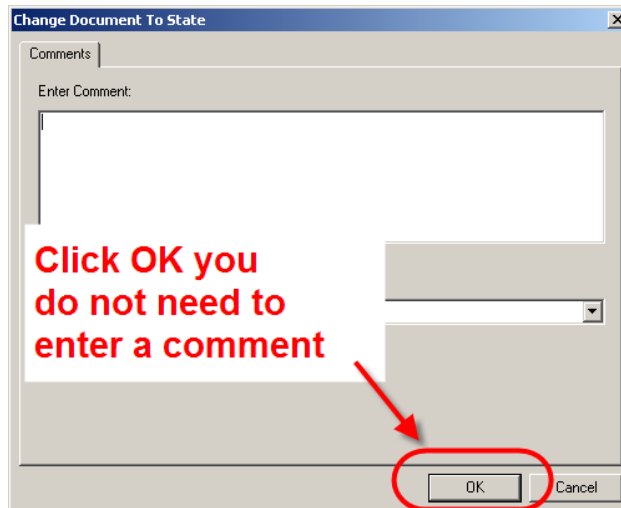 Change Document To State
Comments
Enter Comment:
Click OK you
do not need to
enter a comment
OK Cancel